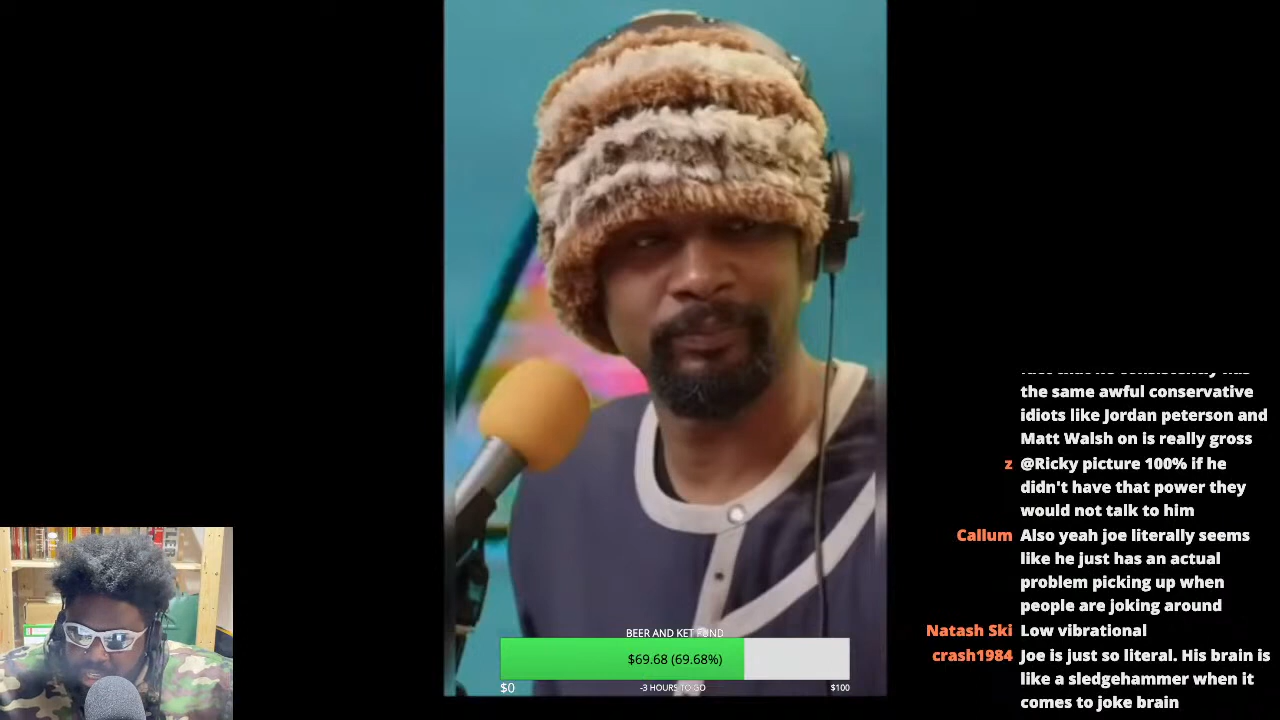 the same awful conservative
idiots like Jordan peterson and
Matt Walsh on is really gross
z @Ricky picture 100% if he
didn't have that power they
would not talk to him
Callum Also yeah joe literally seems
like he just has an actual
problem picking up when
people are joking around
Natash Ski Low vibrational
crash1984 Joe is just so literal. His brain is
like a sledgehammer when it
comes to joke brain
BEER AND KET FUND
$69.68 (69.68%)
$0 -3 HOURS TO GO $100